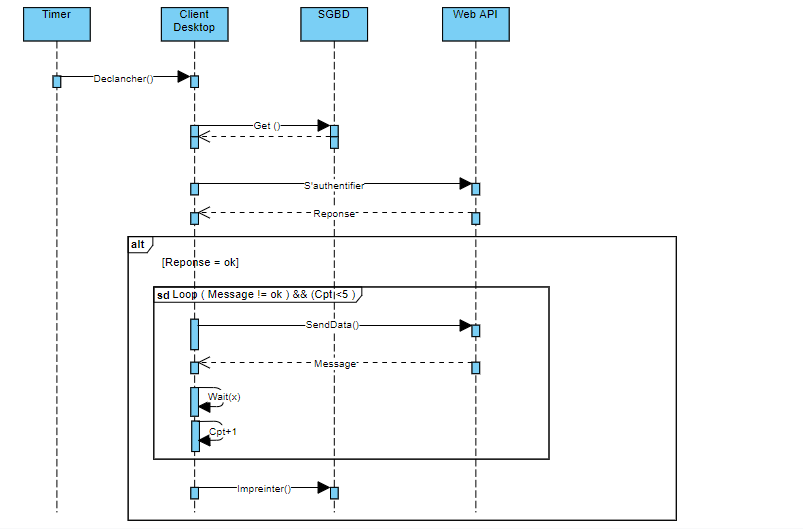 Timer
Client
Desktop
SGBD
Web API
Declancher()
Get ()
S'authentifier
Reponse
alt
[Reponse = ok]
sd Loop ( Message != ok ) && (Cpt<5 )
SendData()
Message
Wait(x)
Cpt+1
Impreinter()